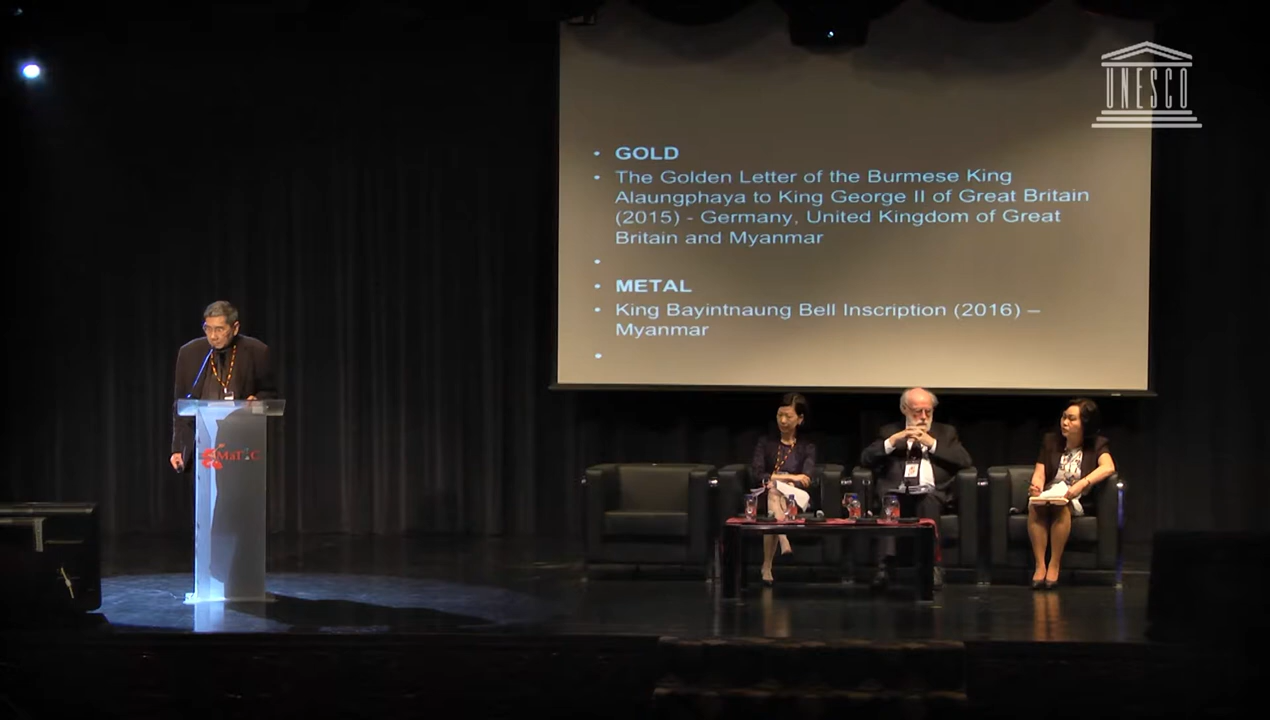 UNESCO
• GOLD
• The Golden Letter of the Burmese King
Alaungphaya to King George II of Great Britain
(2015) - Germany, United Kingdom of Great
Britain and Myanmar
•
• METAL
• King Bayintnaung Bell Inscription (2016) –
Myanmar
•
MaTiC